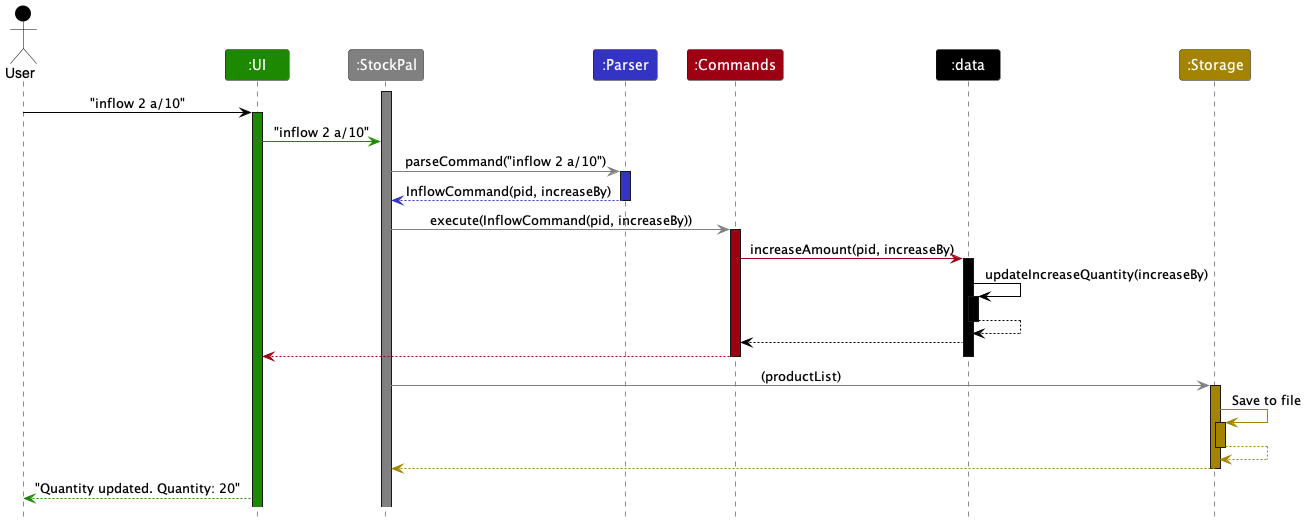 User
:UI
:StockPal
:Parser
:Commands
:data
:Storage
"inflow 2 a/10"
"inflow 2 a/10"
parseCommand("inflow 2 a/10")
InflowCommand(pid, increaseBy)
execute(InflowCommand(pid, increaseBy))
increaseAmount(pid, increaseBy)
updateIncreaseQuantity(increaseBy)
(productList)
Save to file
"Quantity updated. Quantity: 20"